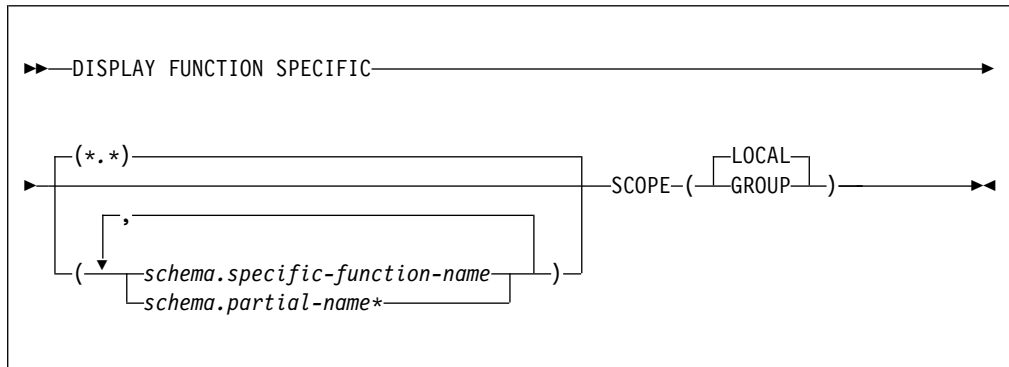 DISPLAY FUNCTION SPECIFIC
(*.*)
LOCAL
SCOPE ( GROUP )
,
( schema.specific-function-name )
schema.partial-name*